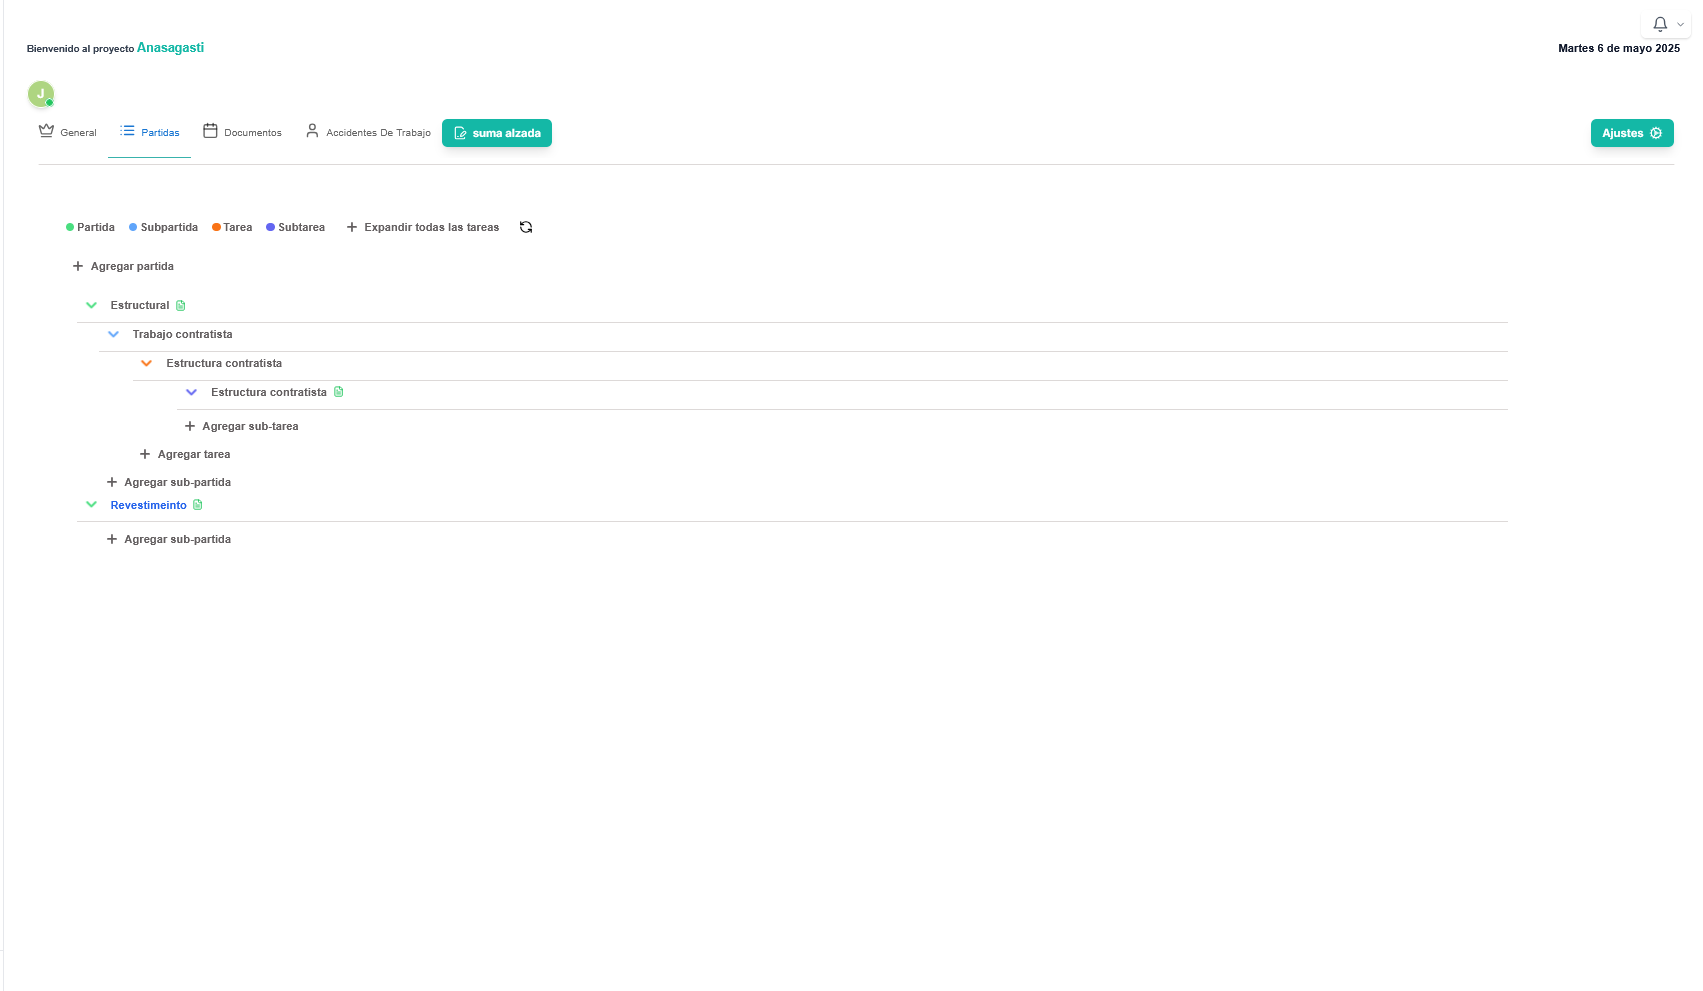 Bienvenido al proyecto Anasagasti
Martes 6 de mayo 2025
J
General Partidas Documentos Accidentes De Trabajo suma alzada Ajustes
Partida Subpartida Tarea Subtarea Expandir todas las tareas
Agregar partida
Estructural
Trabajo contratista
Estructura contratista
Estructura contratista
Agregar sub-tarea
Agregar tarea
Agregar sub-partida
Revestimeinto
Agregar sub-partida